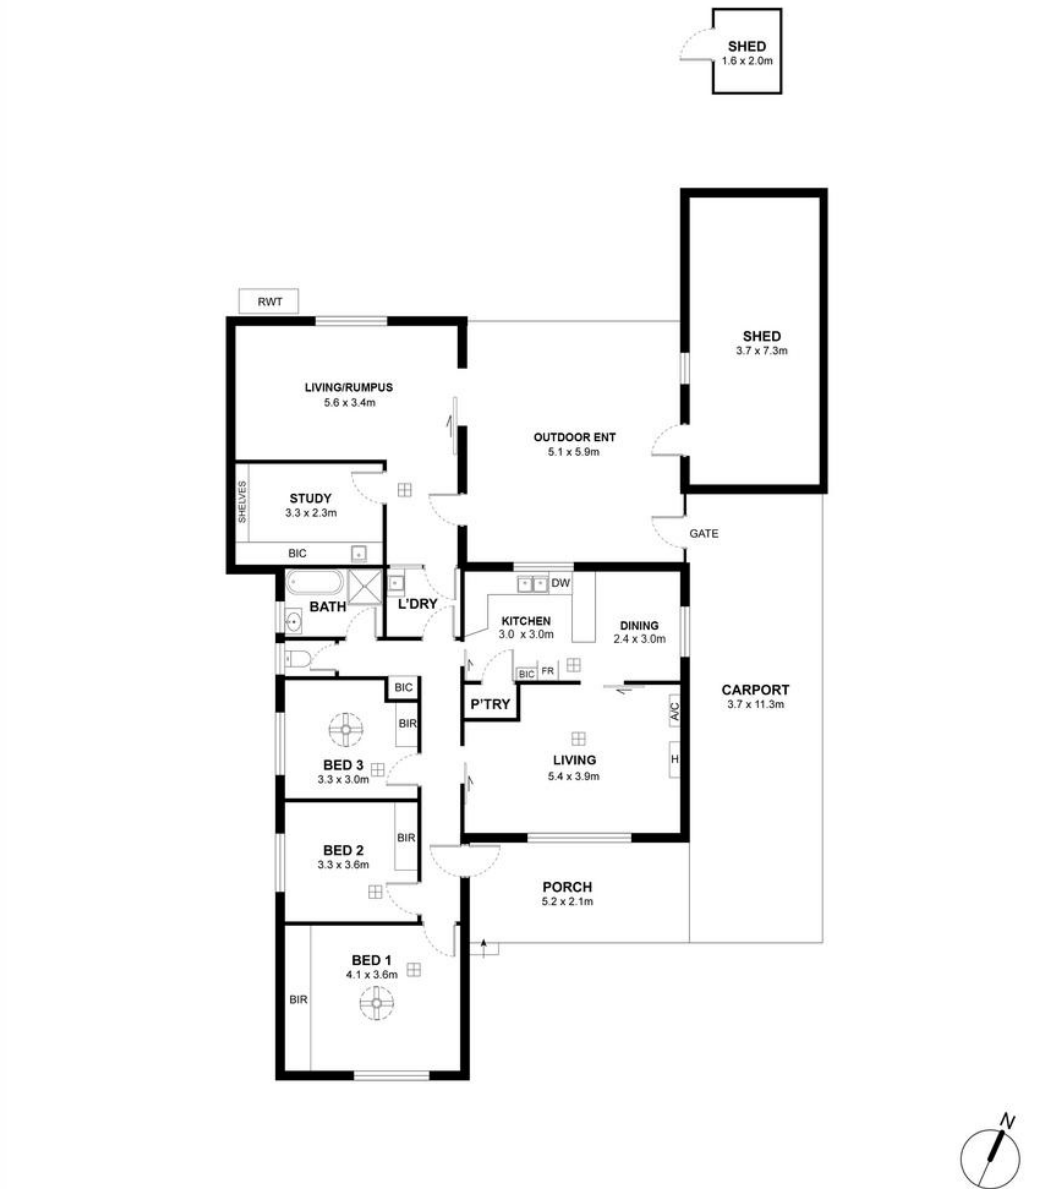 SHED
1.6 x 2.0m
SHED
3.7 x 7.3m
RWT
LIVING/RUMPUS
5.6 x 3.4m
OUTDOOR ENT
5.1 x 5.9m
SHELVES
STUDY
3.3 x 2.3m
BIC
GATE
BATH
L'DRY
DW
KITCHEN
3.0 x 3.0m
DINING
2.4 x 3.0m
BIC
FR
BIC
P'TRY
CARPORT
3.7 x 11.3m
A/C
BIR
BED 3
3.3 x 3.0m
LIVING
5.4 x 3.9m
H
BIR
BED 2
3.3 x 3.6m
PORCH
5.2 x 2.1m
BED 1
4.1 x 3.6m
BIR
N